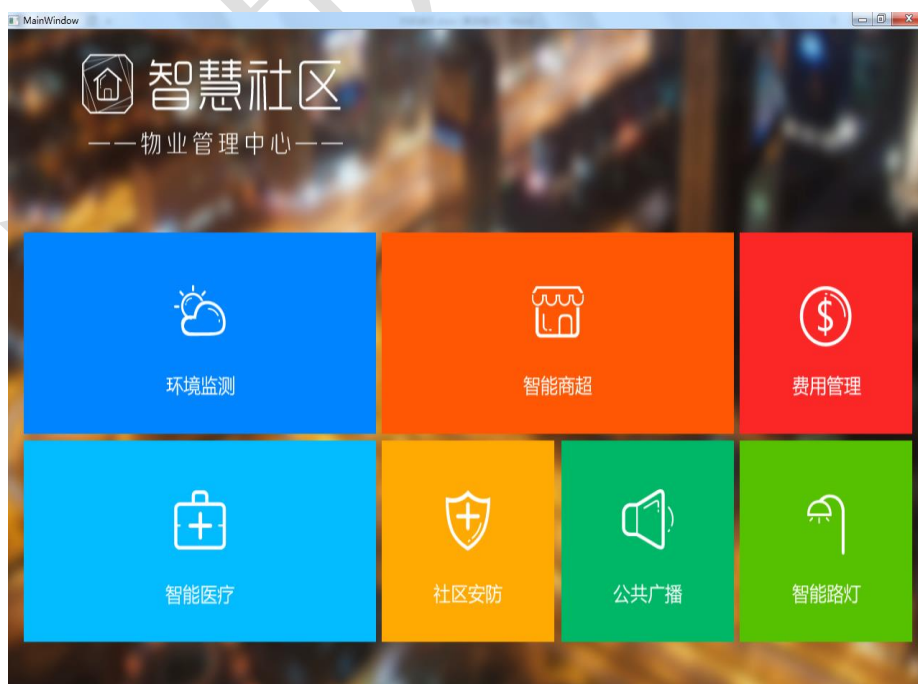 MainWindow
智慧社区
——物业管理中心——
环境监测
智能商超
费用管理
智能医疗
社区安防
公共广播
智能路灯